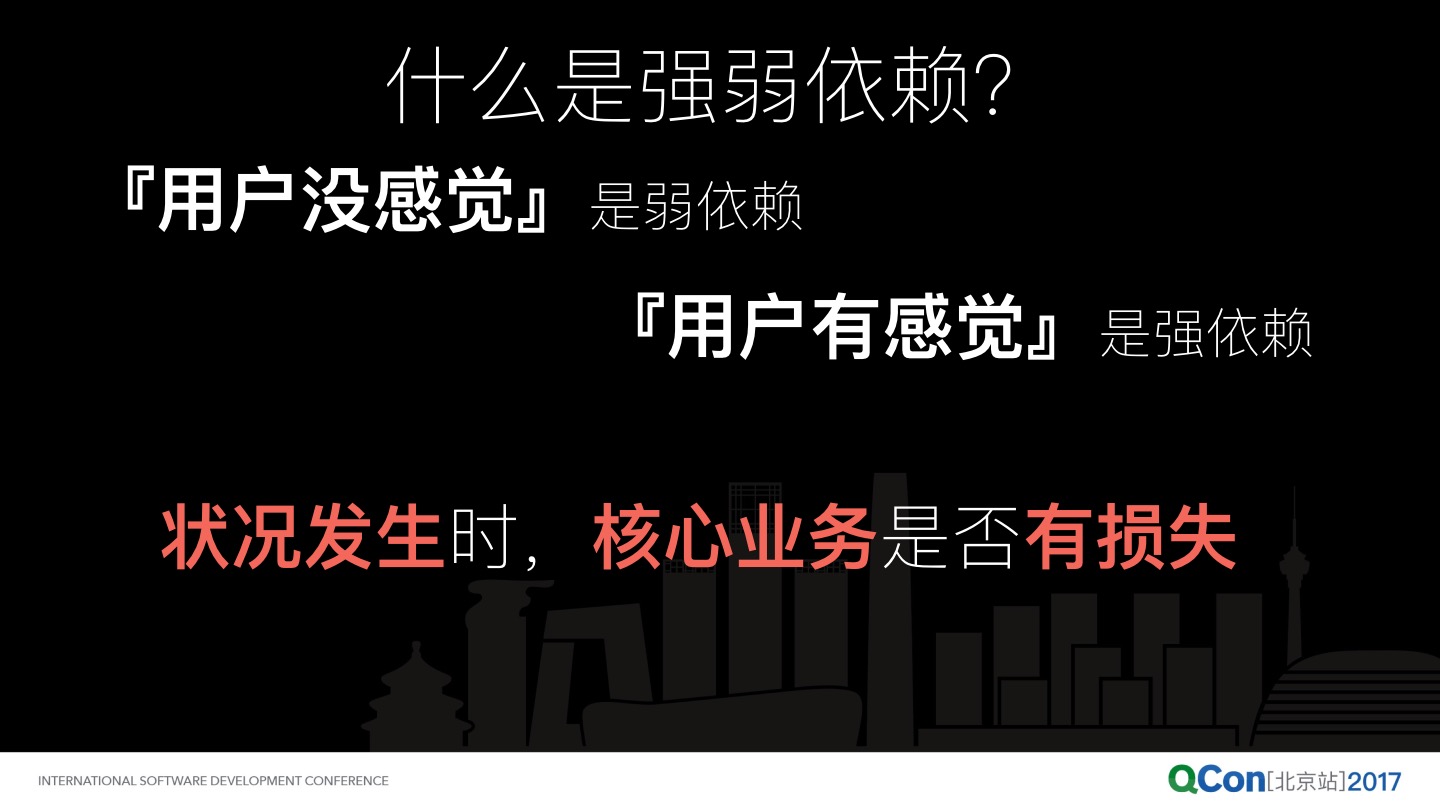 什么是强弱依赖?
『用户没感觉』是弱依赖
『用户有感觉』是强依赖
状况发生时，核心业务是否有损失
INTERNATIONAL SOFTWARE DEVELOPMENT CONFERENCE
QCon[北京站]2017